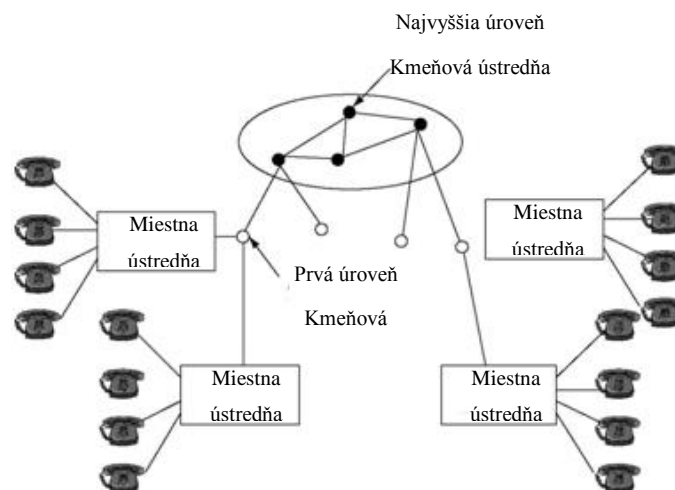 Najvyššia úroveň
Kmeňová ústredňa
Miestna
ústredňa
Miestna
ústredňa
Prvá úroveň
Kmeňová
Miestna
ústredňa
Miestna
ústredňa